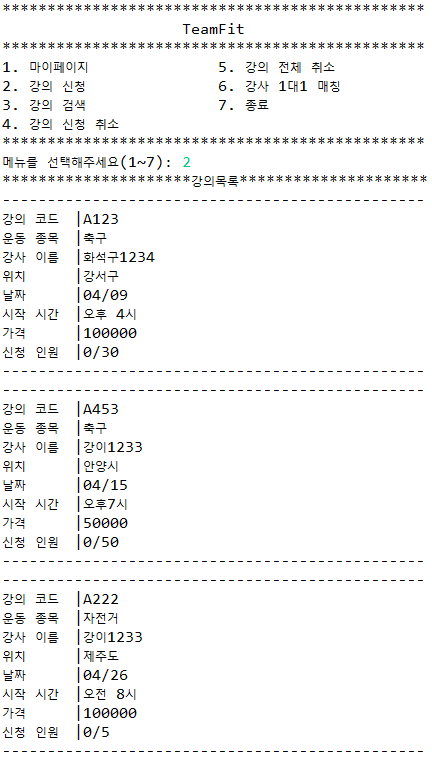 ***********************************************
TeamFit
***********************************************
1. 마이페이지 5. 강의 전체 취소
2. 강의 신청 6. 강사 1대1 매칭
3. 강의 검색 7. 종료
4. 강의 신청 취소
***********************************************
메뉴를 선택해주세요(1~7): 2
*********************강의목록*********************
-----------------------------------------------
강의 코드 |A123
운동 종목 |축구
강사 이름 |화석구1234
위치 |강서구
날짜 |04/09
시작 시간 |오후 4시
가격 |100000
신청 인원 |0/30
-----------------------------------------------
-----------------------------------------------
강의 코드 |A453
운동 종목 |축구
강사 이름 |강이1233
위치 |안양시
날짜 |04/15
시작 시간 |오후7시
가격 |50000
신청 인원 |0/50
-----------------------------------------------
-----------------------------------------------
강의 코드 |A222
운동 종목 |자전거
강사 이름 |강이1233
위치 |제주도
날짜 |04/26
시작 시간 |오전 8시
가격 |100000
신청 인원 |0/5
-----------------------------------------------